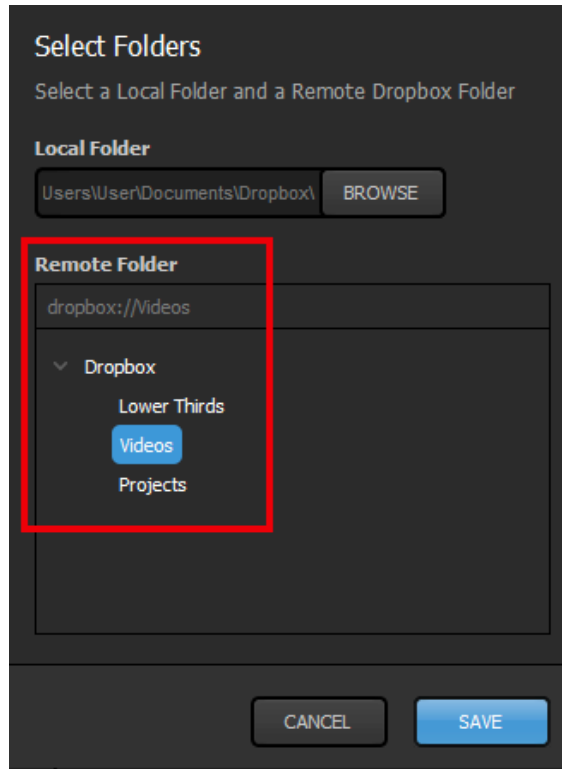 Select Folders
Select a Local Folder and a Remote Dropbox Folder
Local Folder
Users\User\Documents\Dropbox\
BROWSE
Remote Folder
dropbox://Videos
Dropbox
Lower Thirds
Videos
Projects
CANCEL
SAVE